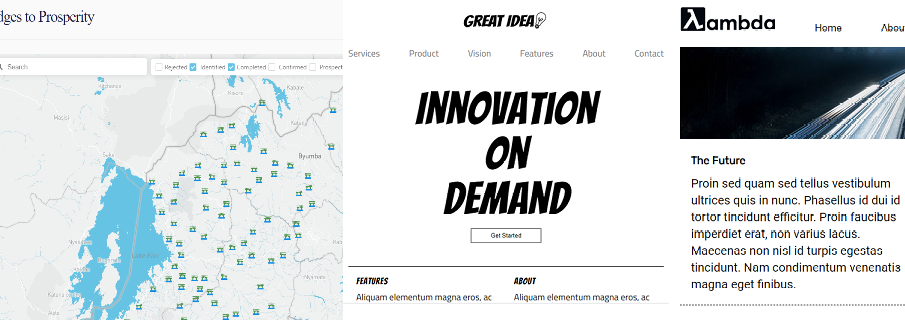 dges to Prosperity
Search
Rejected Identified Completed Confirmed Prospect
Kabale
Byumba
GREAT IDEA
Services Product Vision Features About Contact
INNOVATION
ON
DEMAND
Get Started
FEATURES
Aliquam elementum magna eros, ac
ABOUT
Aliquam elementum magna eros, ac
λambda
Home Abou
The Future
Proin sed quam sed tellus vestibulum
ultrices quis in nunc. Phasellus id dui id
tortor tincidunt efficitur. Proin faucibus
imperdiet erat, non varius lacus.
Maecenas non nisl id turpis egestas
tincidunt. Nam condimentum venenatis
magna eget finibus.